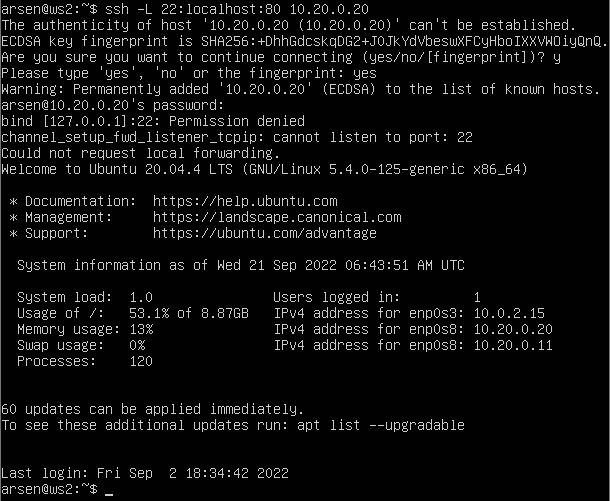 arsen@ws2:~$ ssh -L 22:localhost:80 10.20.0.20
The authenticity of host '10.20.0.20 (10.20.0.20)' can't be established.
ECDSA key fingerprint is SHA256:+DhhGdcskqDG2+JOJkYdVbeswXFCyHboIXXVWOiyQnQ.
Are you sure you want to continue connecting (yes/no/[fingerprint])? y
Please type 'yes', 'no' or the fingerprint: yes
Warning: Permanently added '10.20.0.20' (ECDSA) to the list of known hosts.
arsen@10.20.0.20's password:
bind [127.0.0.1]:22: Permission denied
channel_setup_fwd_listener_tcpip: cannot listen to port: 22
Could not request local forwarding.
Welcome to Ubuntu 20.04.4 LTS (GNU/Linux 5.4.0-125-generic x86_64)
* Documentation: https://help.ubuntu.com
* Management: https://landscape.canonical.com
* Support: https://ubuntu.com/advantage
System information as of Wed 21 Sep 2022 06:43:51 AM UTC
System load: 1.0 Users logged in: 1
Usage of /: 53.1% of 8.87GB IPv4 address for enp0s3: 10.0.2.15
Memory usage: 13% IPv4 address for enp0s8: 10.20.0.20
Swap usage: 0% IPv4 address for enp0s8: 10.20.0.11
Processes: 120
60 updates can be applied immediately.
To see these additional updates run: apt list --upgradable
Last login: Fri Sep 2 18:34:42 2022
arsen@ws2:~$ _